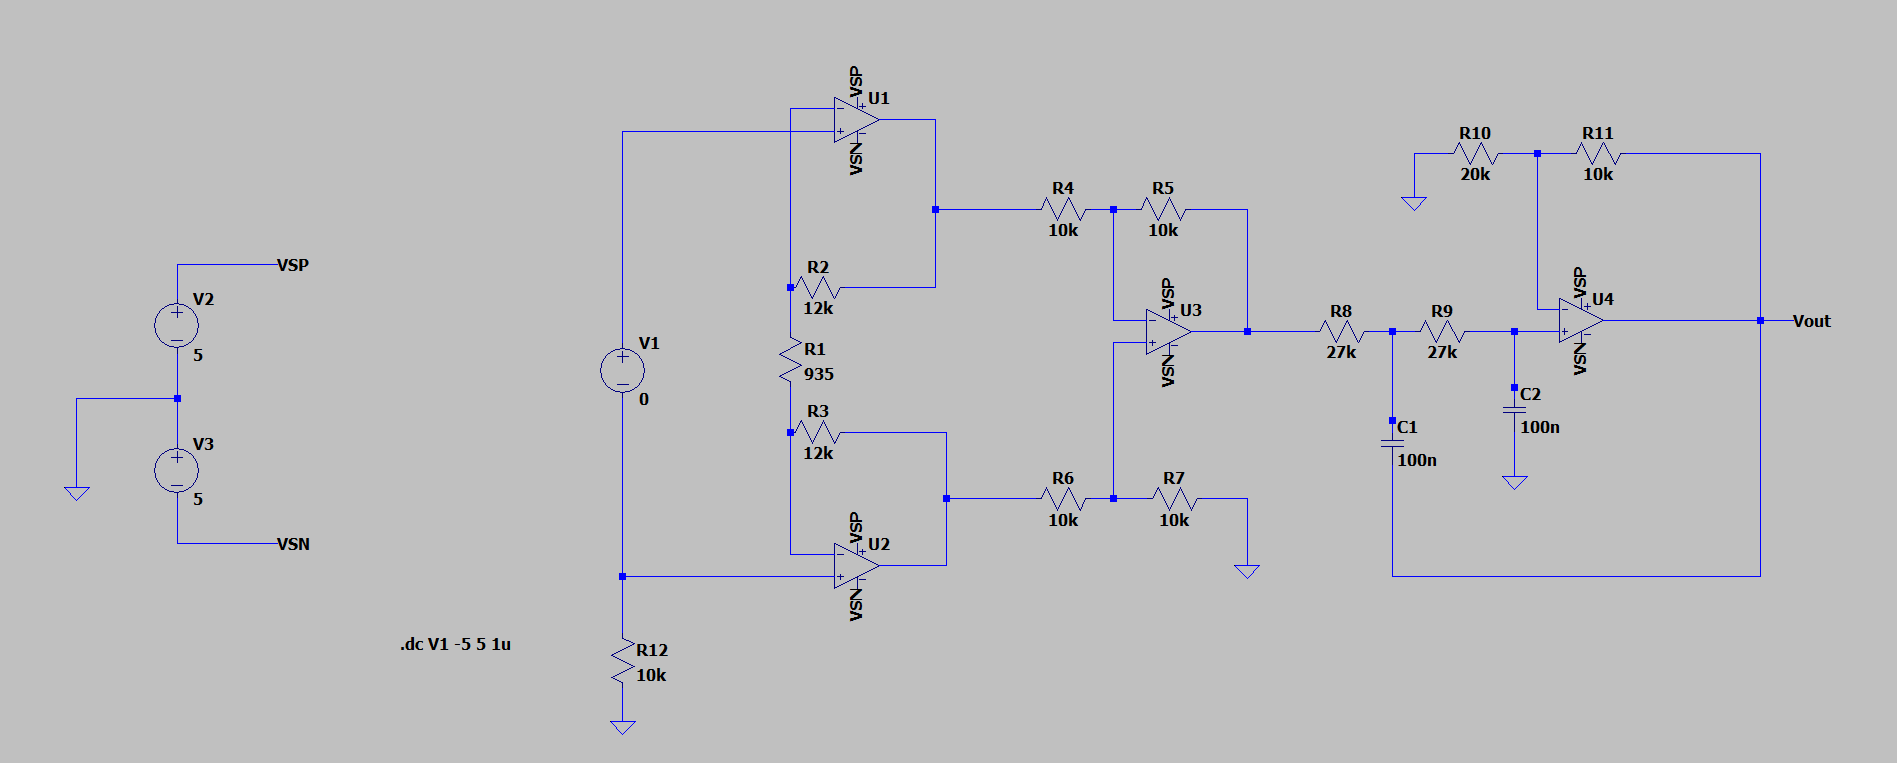 VSP
U1
VSN
R10
20k
R11
10k
R4
10k
R5
10k
VSP
V2
5
R2
12k
VSP
U3
VSN
R8
27k
R9
27k
VSP
U4
VSN
Vout
V1
0
R1
935
C2
100n
V3
5
R3
12k
C1
100n
VSN
R6
10k
R7
10k
VSP
U2
VSN
.dc V1 -5 5 1u
R12
10k